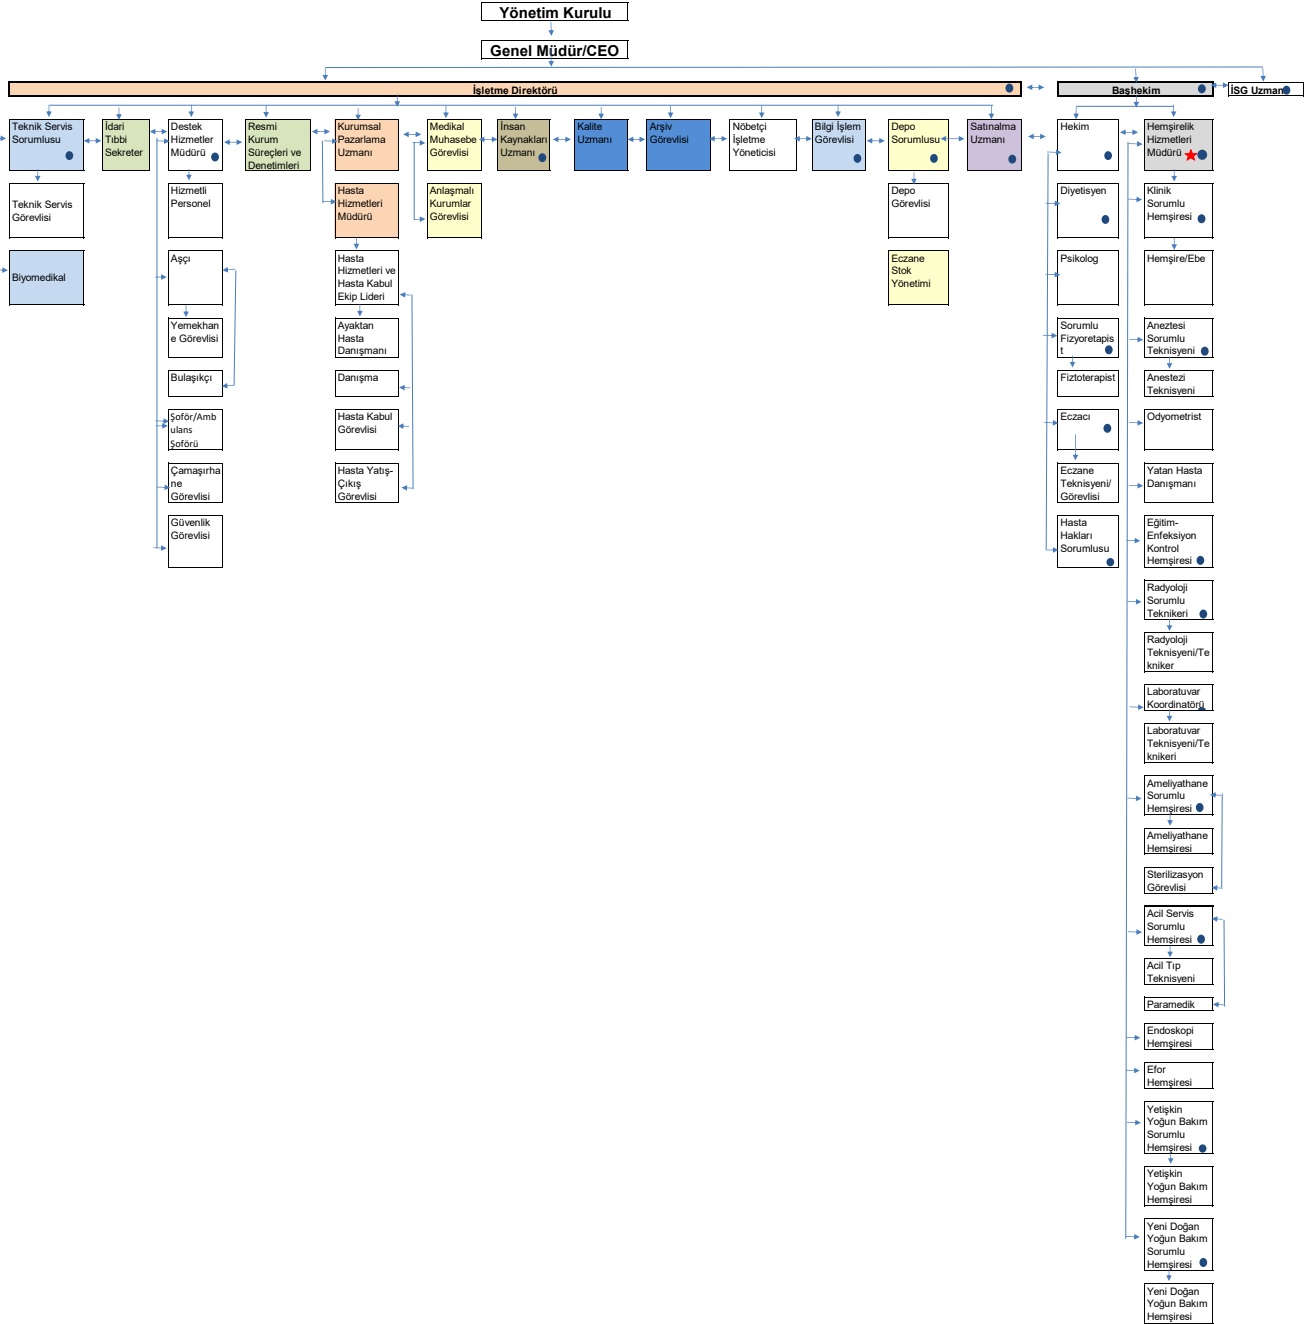 Yönetim Kurulu
Genel Müdür/CEO
İşletme Direktörü
Başhekim
İSG Uzmanı
Teknik Servis
Sorumlusu
İdari
Tıbbi
Sekreter
Destek
Hizmetler
Müdürü
Resmi
Kurum
Süreçleri ve
Denetimleri
Kurumsal
Pazarlama
Uzmanı
Medikal
Muhasebe
Görevlisi
İnsan
Kaynakları
Uzmanı
Kalite
Uzmanı
Arşiv
Görevlisi
Nöbetçi
İşletme
Yöneticisi
Bilgi İşlem
Görevlisi
Depo
Sorumlusu
Satınalma
Uzmanı
Hekim
Hemşirelik
Hizmetleri
Müdürü
Teknik Servis
Görevlisi
Hizmetli
Personel
Hasta
Hizmetleri
Müdürü
Anlaşmalı
Kurumlar
Görevlisi
Depo
Görevlisi
Diyetisyen
Klinik
Sorumlu
Hemşiresi
Biyomedikal
Aşçı
Hasta
Hizmetleri ve
Hasta Kabul
Ekip Lideri
Eczane
Stok
Yönetimi
Psikolog
Hemşire/Ebe
Yemekhan
e Görevlisi
Ayaktan
Hasta
Danışmanı
Sorumlu
Fizyoretapis
t
Aneztesi
Sorumlu
Teknisyeni
Bulaşıkçı
Danışma
Fiztoterapist
Anestezi
Teknisyeni
Şoför/Amb
ulans
Şoförü
Hasta Kabul
Görevlisi
Eczacı
Odyometrist
Çamaşırha
ne
Görevlisi
Hasta Yatış-
Çıkış
Görevlisi
Eczane
Teknisyeni/
Görevlisi
Yatan Hasta
Danışmanı
Güvenlik
Görevlisi
Hasta
Hakları
Sorumlusu
Eğitim-
Enfeksiyon
Kontrol
Hemşiresi
Radyoloji
Sorumlu
Teknikeri
Radyoloji
Teknisyeni/Te
kniker
Laboratuvar
Koordinatörü
Laboratuvar
Teknisyeni/Te
knikeri
Ameliyathane
Sorumlu
Hemşiresi
Ameliyathane
Hemşiresi
Sterilizasyon
Görevlisi
Acil Servis
Sorumlu
Hemşiresi
Acil Tıp
Teknisyeni
Paramedik
Endoskopi
Hemşiresi
Efor
Hemşiresi
Yetişkin
Yoğun Bakım
Sorumlu
Hemşiresi
Yetişkin
Yoğun Bakım
Hemşiresi
Yeni Doğan
Yoğun Bakım
Sorumlu
Hemşiresi
Yeni Doğan
Yoğun Bakım
Hemşiresi